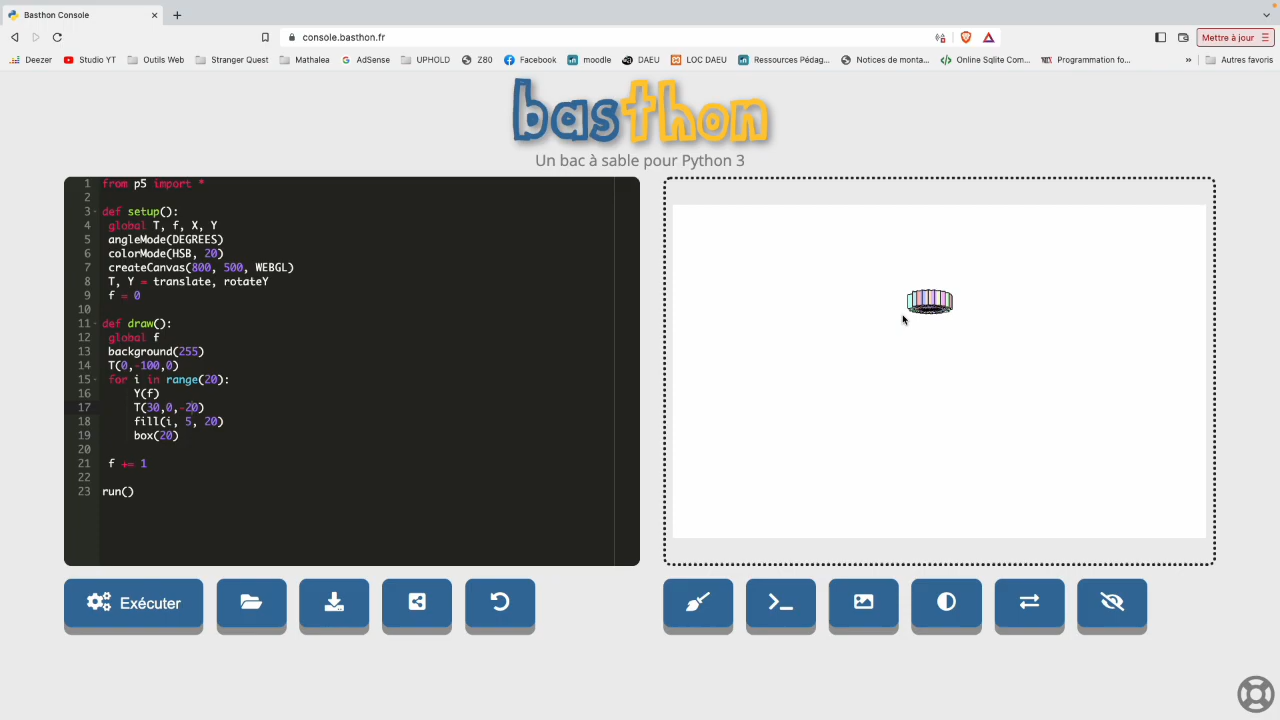 Basthon Console
console.basthon.fr
Mettre à jour
Deezer
Studio YT
Outils Web
Stranger Quest
Mathalea
AdSense
UPHOLD
Z80
Facebook
moodle
DAEU
LOC DAEU
Ressources Pédag...
Notices de monta...
Online Sqlite Com...
Programmation fo...
»
Autres favoris
basthon
Un bac à sable pour Python 3
1 from p5 import *
2
3 def setup():
4 global T, f, X, Y
5 angleMode(DEGREES)
6 colorMode(HSB, 20)
7 createCanvas(800, 500, WEBGL)
8 T, Y = translate, rotateY
9 f = 0
10
11 def draw():
12 global f
13 background(255)
14 T(0,-100,0)
15 for i in range(20):
16 Y(f)
17 T(30,0,-20)
18 fill(i, 5, 20)
19 box(20)
20
21 f += 1
22
23 run()
Exécuter